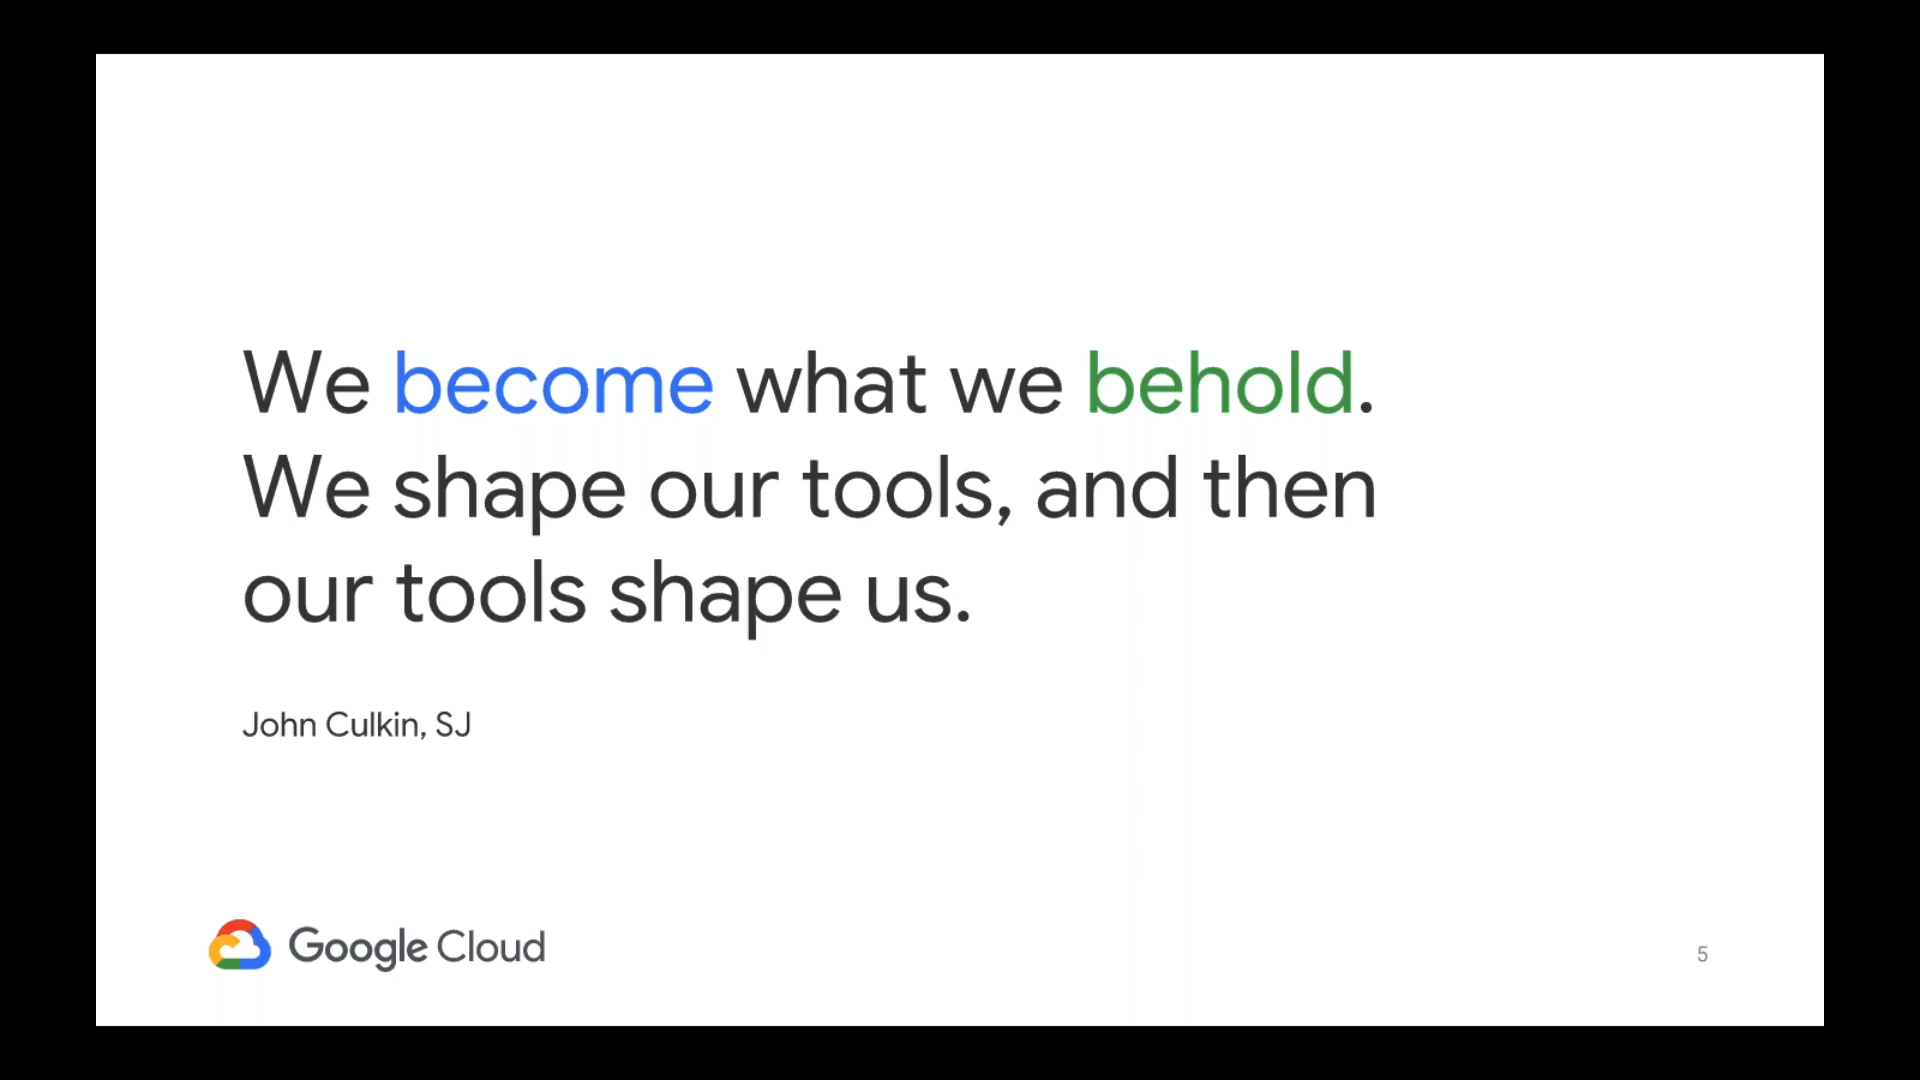 We become what we behold.
We shape our tools, and then
our tools shape us.
John Culkin, SJ
Google Cloud
5